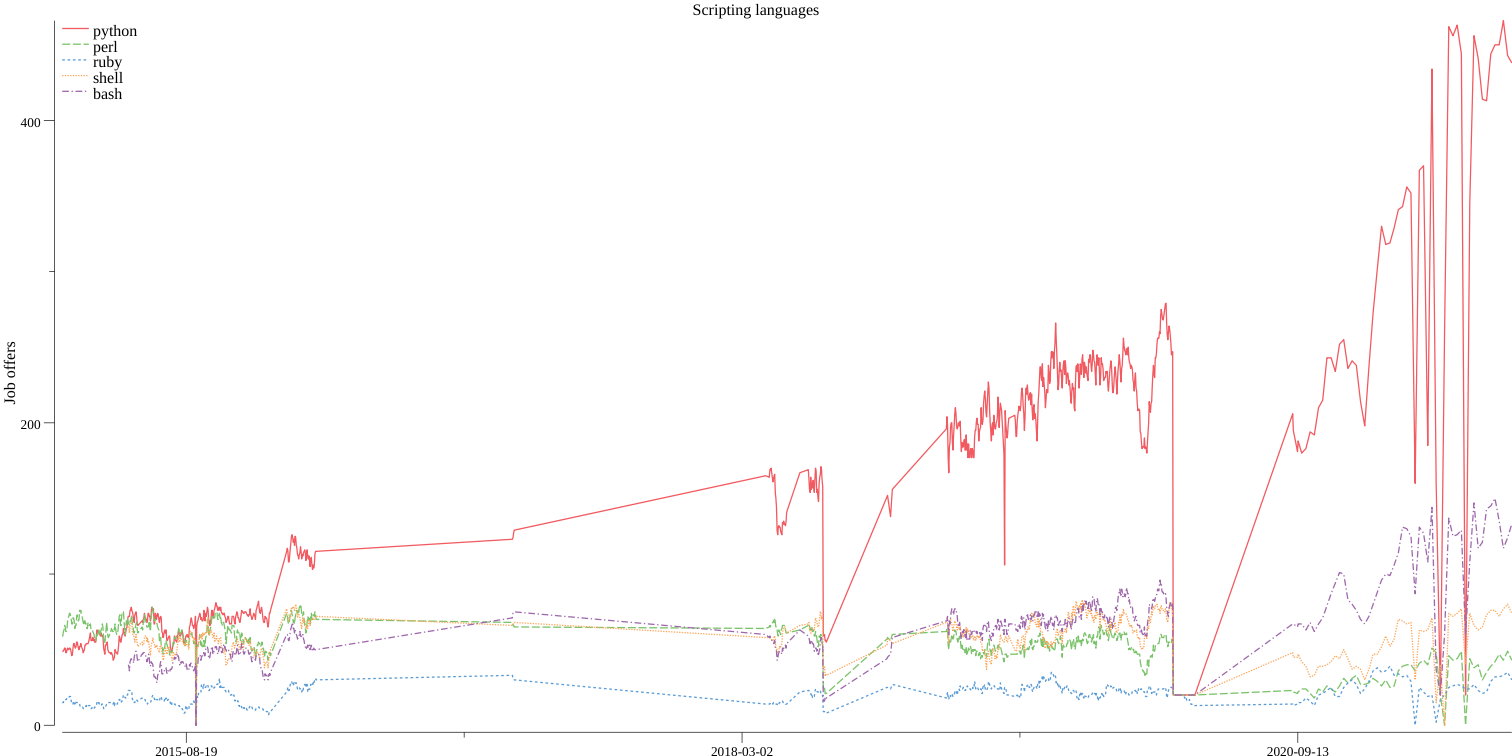 Scripting languages
python
perl
ruby
shell
bash
400
200
0
Job offers
2015-08-19
2018-03-02
2020-09-13